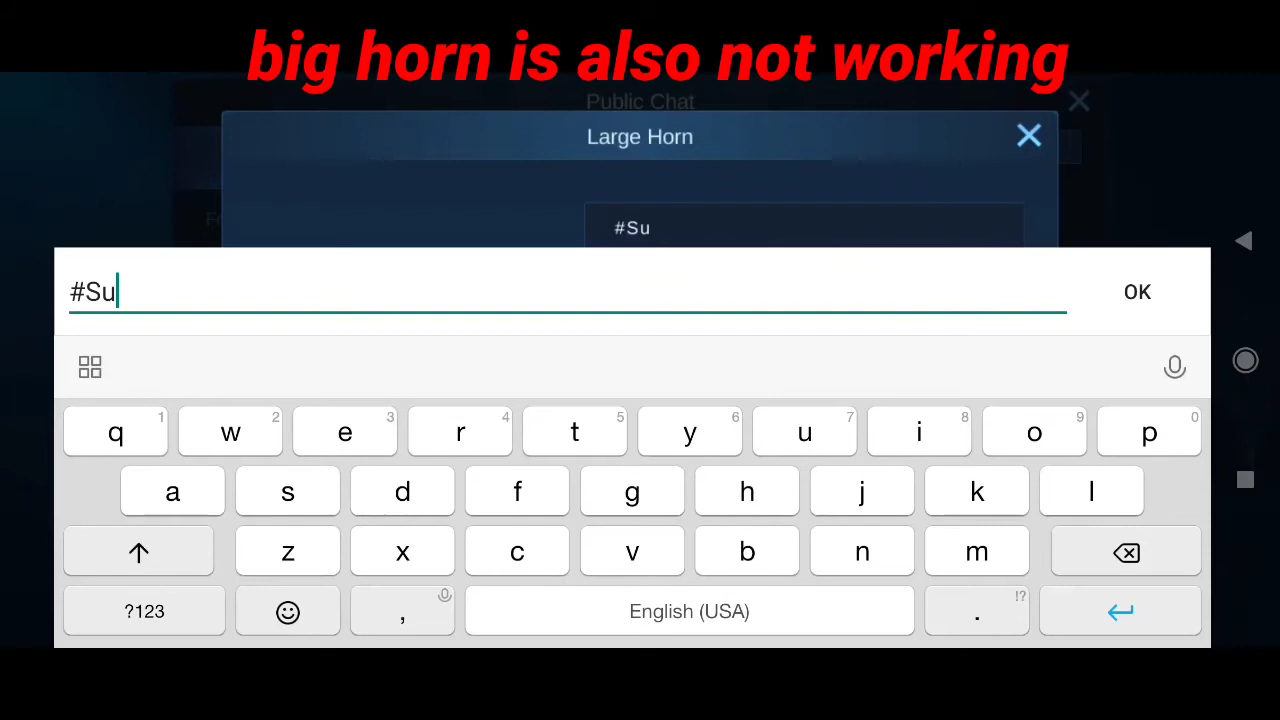 big horn is also not working
Public Chat
Large Horn
Fr
#Su
#Su
OK
1 2 3 4 5 6 7 8 9 0
q w e r t y u i o p
a s d f g h j k l
z x c v b n m
!?
?123 , English (USA) .